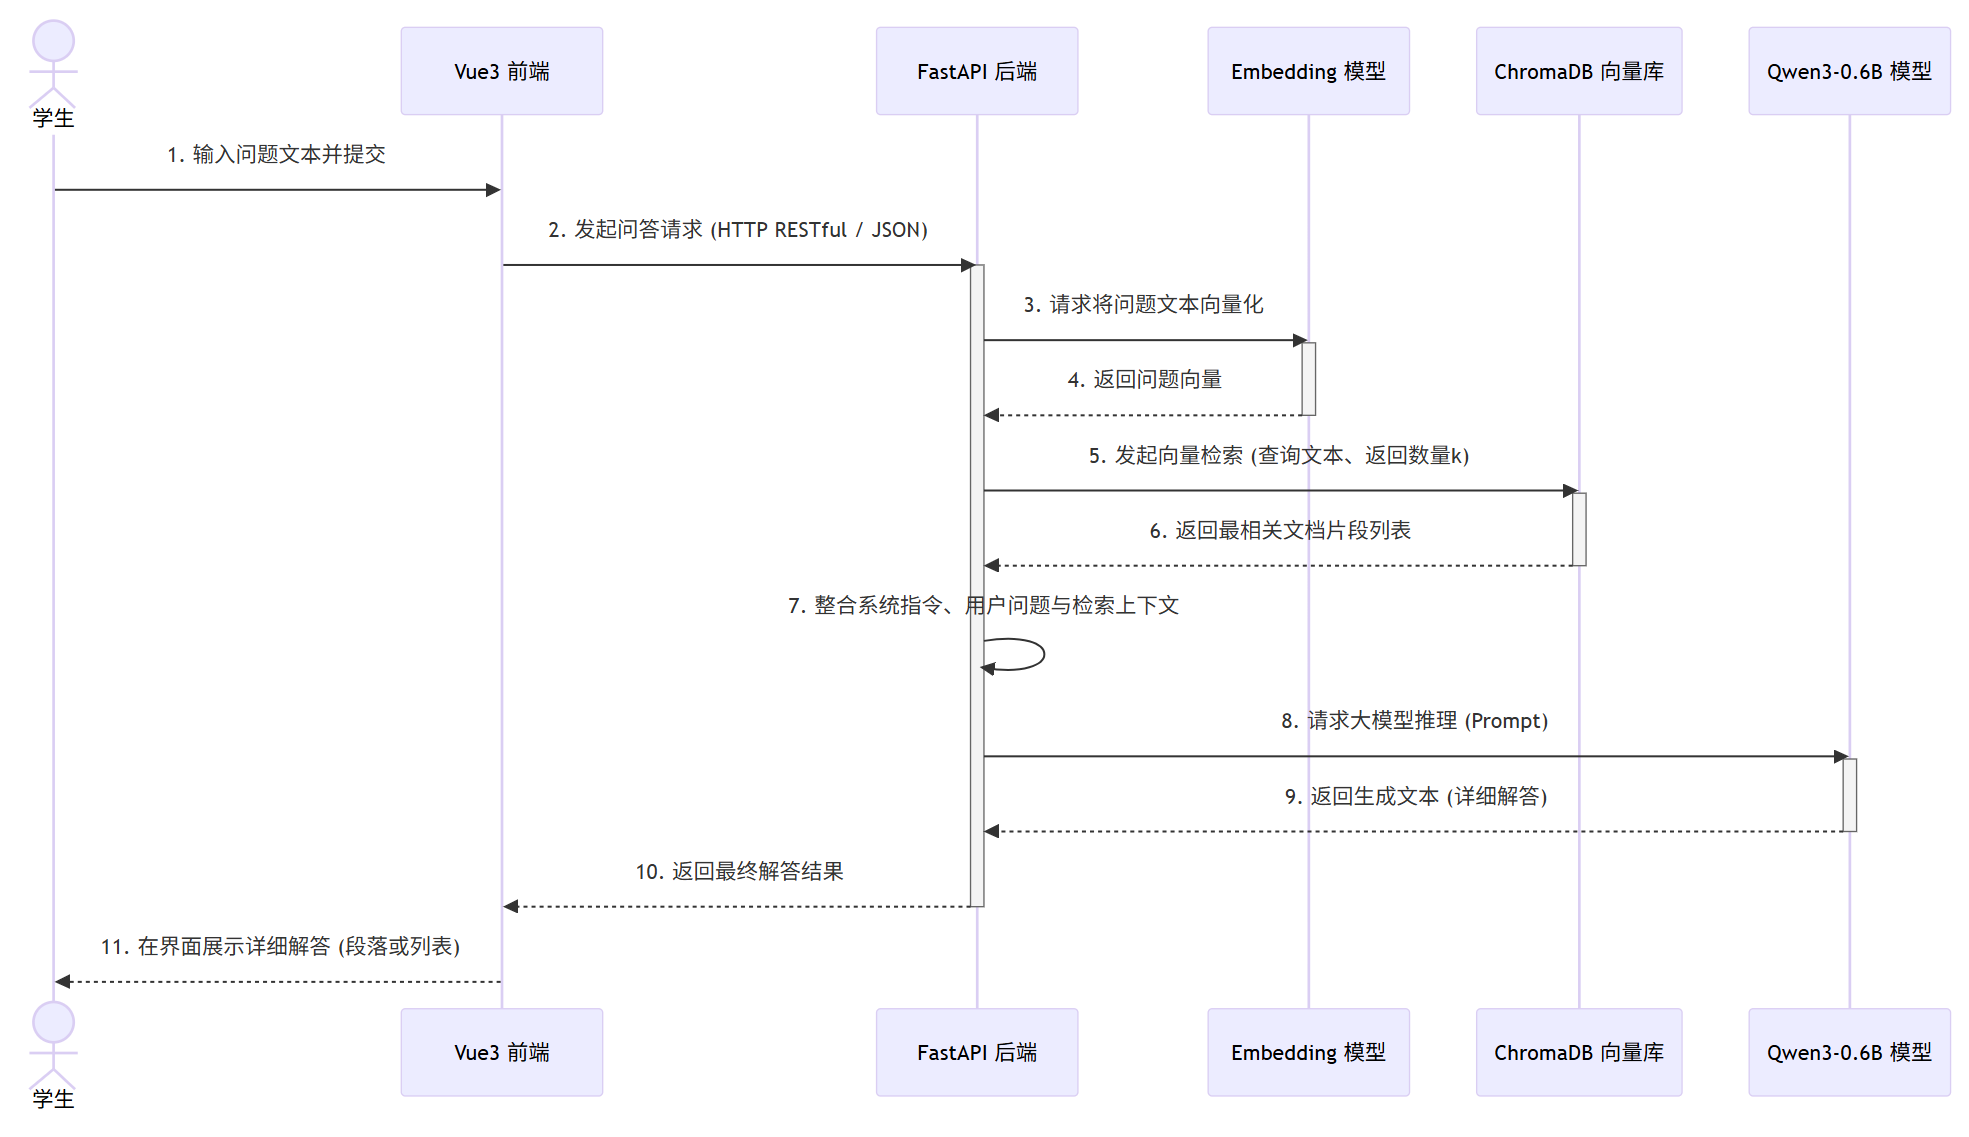 学生
Vue3 前端
FastAPI 后端
Embedding 模型
ChromaDB 向量库
Qwen3-0.6B 模型
1. 输入问题文本并提交
2. 发起问答请求 (HTTP RESTful / JSON)
3. 请求将问题文本向量化
4. 返回问题向量
5. 发起向量检索 (查询文本、返回数量k)
6. 返回最相关文档片段列表
7. 整合系统指令、用户问题与检索上下文
8. 请求大模型推理 (Prompt)
9. 返回生成文本 (详细解答)
10. 返回最终解答结果
11. 在界面展示详细解答 (段落或列表)
学生
Vue3 前端
FastAPI 后端
Embedding 模型
ChromaDB 向量库
Qwen3-0.6B 模型